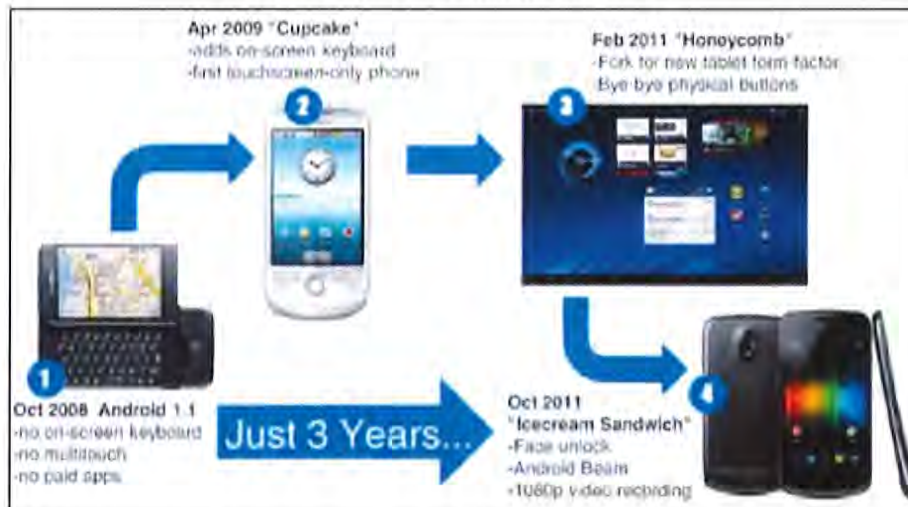 Apr 2009 "Cupcake"
-adds on-screen keyboard
-first touchscreen-only phone
2
Feb 2011 "Honeycomb"
-Fork for new tablet form factor
-Bye bye physical buttons
3
1
Oct 2008 Android 1.1
-no on-screen keyboard
-no multitouch
-no paid apps
Just 3 Years...
Oct 2011
"Icecream Sandwich"
-Face unlock
-Android Beam
-1080p video recording
4